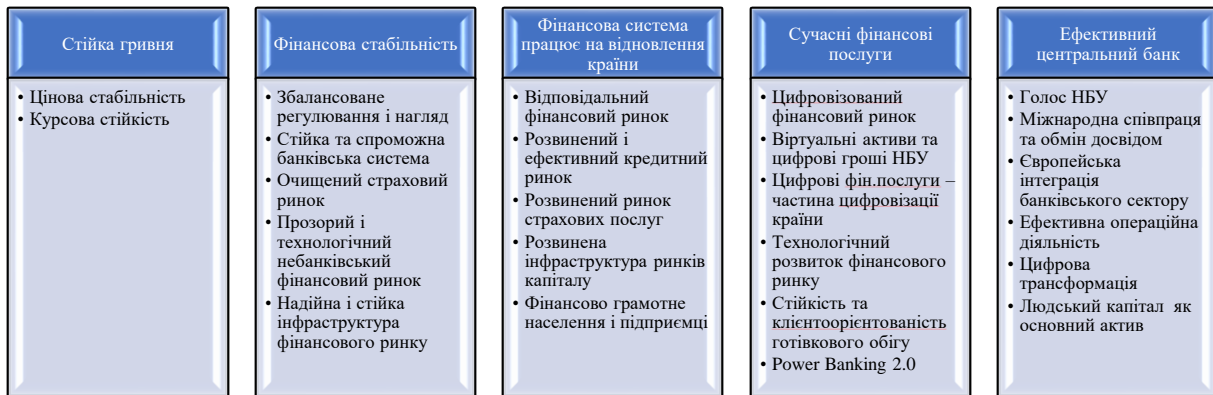 Стійка гривня
• Цінова стабільність
• Курсова стійкість
Фінансова стабільність
• Збалансоване
регулювання і нагляд
• Стійка та спроможна
банківська система
• Очищений страховий
ринок
• Прозорий і
технологічний
небанківський
фінансовий ринок
• Надійна і стійка
інфраструктура
фінансового ринку
Фінансова система
працює на відновлення
країни
• Відповідальний
фінансовий ринок
• Розвинений і
ефективний кредитний
ринок
• Розвинений ринок
страхових послуг
• Розвинена
інфраструктура ринків
капіталу
• Фінансово грамотне
населення і підприємці
Сучасні фінансові
послуги
• Цифровізований
фінансовий ринок
• Віртуальні активи та
цифрові гроші НБУ
• Цифрові фін.послуги –
частина цифровізації
країни
• Технологічний
розвиток фінансового
ринку
• Стійкість та
клієнтоорієнтованість
готівкового обігу
• Power Banking 2.0
Ефективний
центральний банк
• Голос НБУ
• Міжнародна співпраця
та обмін досвідом
• Європейська
інтеграція
банківського сектору
• Ефективна операційна
діяльність
• Цифрова
трансформація
• Людський капітал як
основний актив